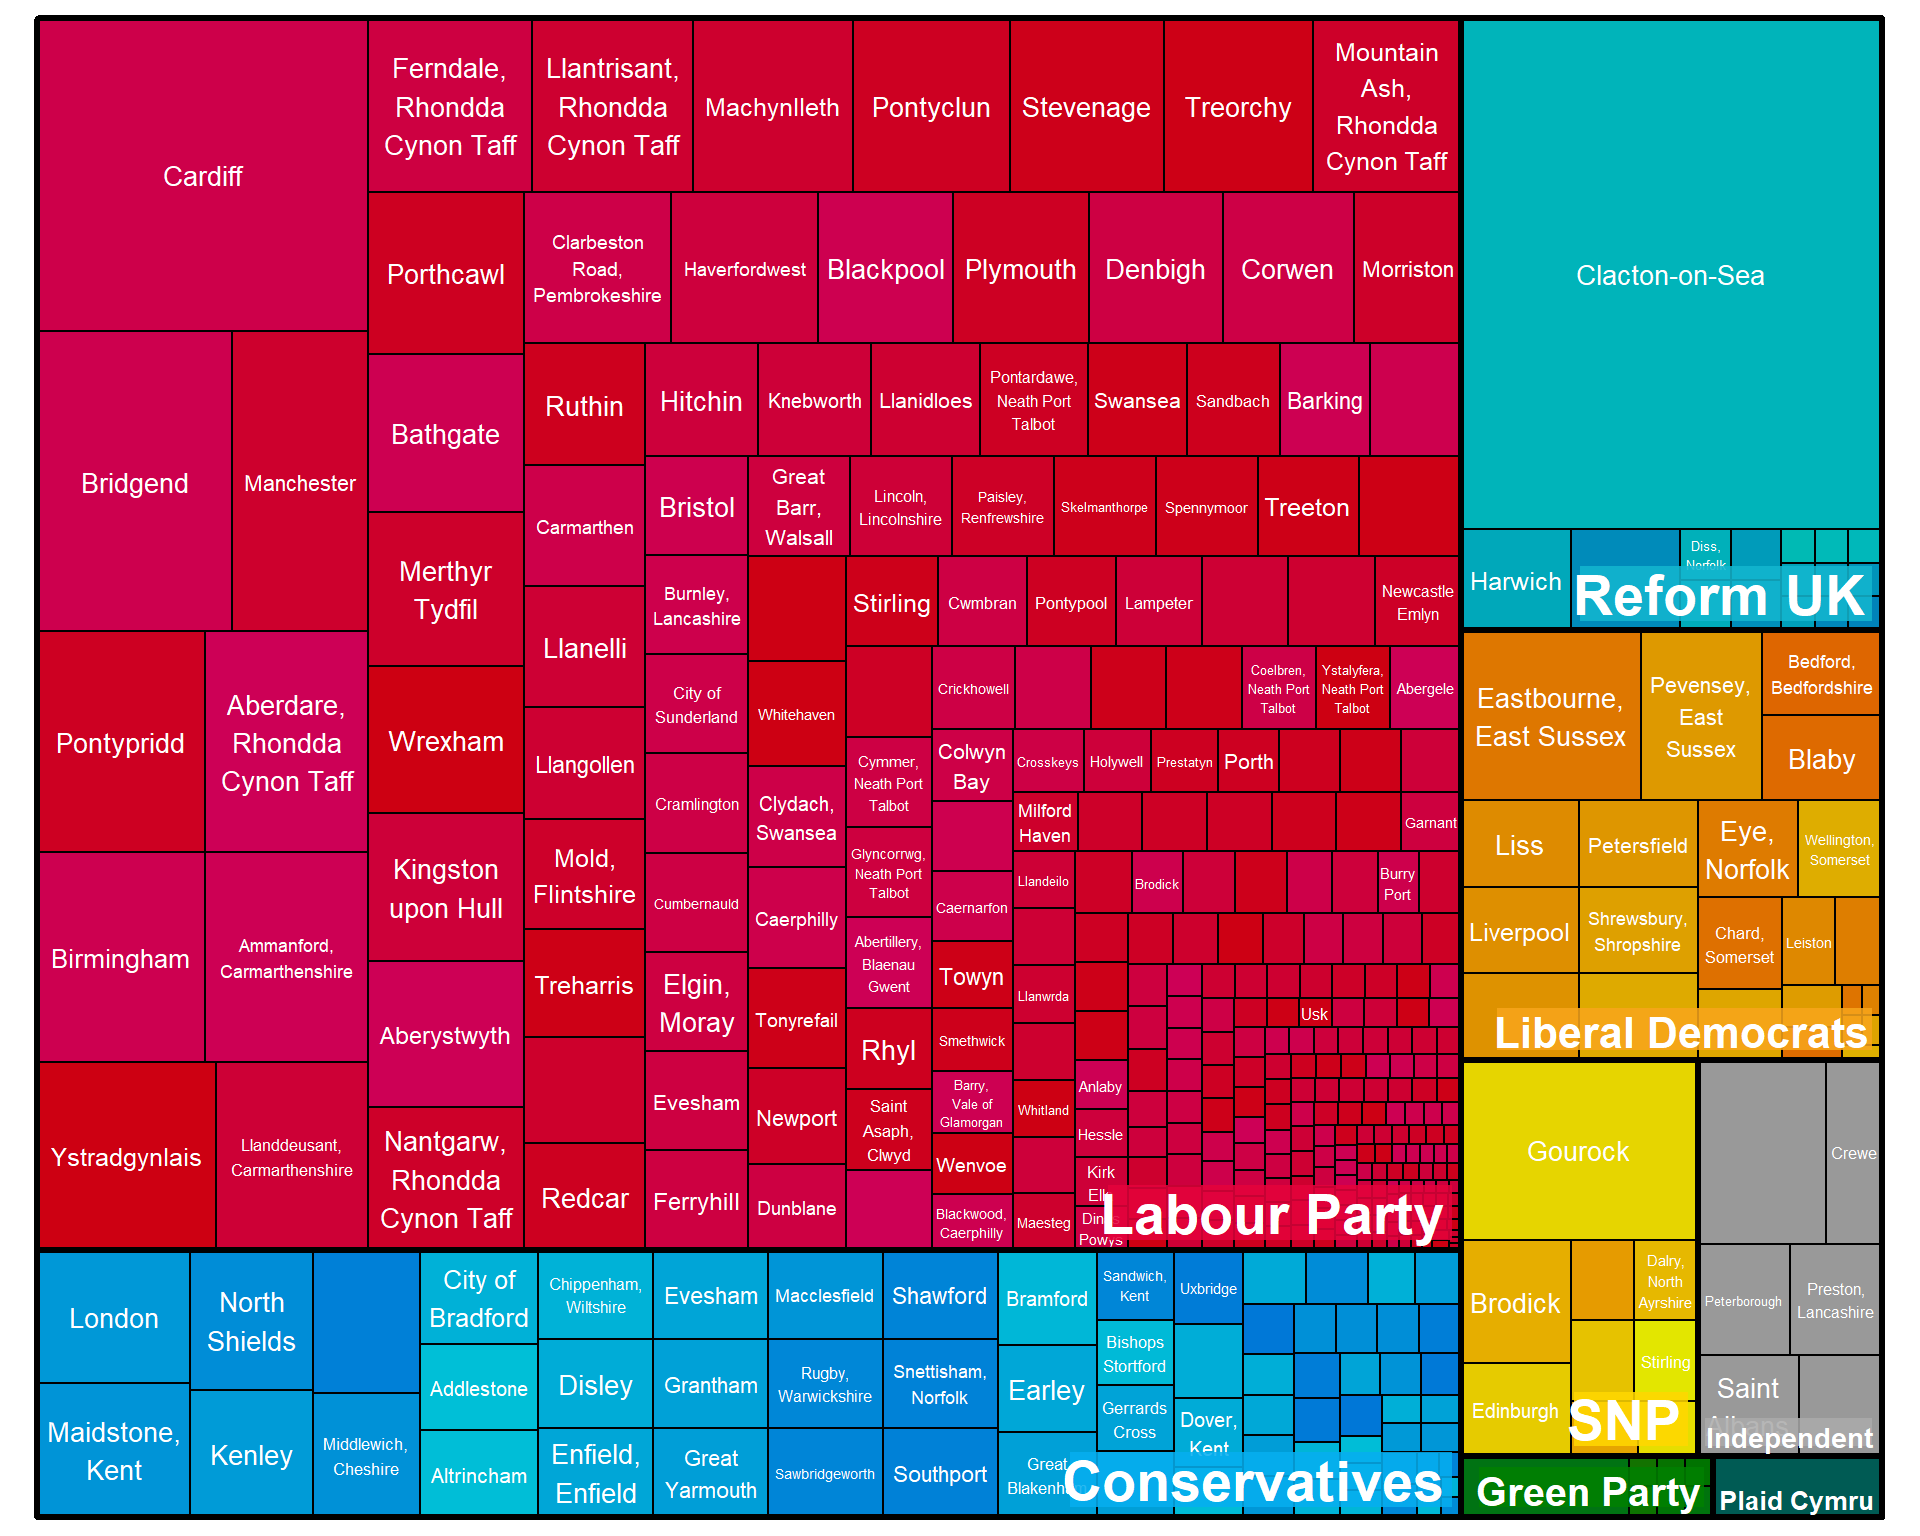 Cardiff
Ferndale,
Rhondda
Cynon Taff
Llantrisant,
Rhondda
Cynon Taff
Machynlleth
Pontyclun
Stevenage
Treorchy
Mountain
Ash,
Rhondda
Cynon Taff
Porthcawl
Clarbeston
Road,
Pembrokeshire
Haverfordwest
Blackpool
Plymouth
Denbigh
Corwen
Morriston
Bridgend
Manchester
Bathgate
Ruthin
Hitchin
Knebworth
Llanidloes
Pontardawe,
Neath Port
Talbot
Swansea
Sandbach
Barking
Carmarthen
Bristol
Great
Barr,
Walsall
Lincoln,
Lincolnshire
Paisley,
Renfrewshire
Skelmanthorpe
Spennymoor
Treeton
Merthyr
Tydfil
Llanelli
Burnley,
Lancashire
Stirling
Cwmbran
Pontypool
Lampeter
Newcastle
Emlyn
Pontypridd
Aberdare,
Rhondda
Cynon Taff
Wrexham
Llangollen
City of
Sunderland
Whitehaven
Crickhowell
Coelbren,
Neath Port
Talbot
Ystalyfera,
Neath Port
Talbot
Abergele
Cramlington
Clydach,
Swansea
Cymmer,
Neath Port
Talbot
Colwyn
Bay
Crosskeys
Holywell
Prestatyn
Porth
Milford
Haven
Garnant
Birmingham
Ammanford,
Carmarthenshire
Kingston
upon Hull
Mold,
Flintshire
Cumbernauld
Caerphilly
Glyncorrwg,
Neath Port
Talbot
Caernarfon
Llandeilo
Brodick
Burry
Port
Aberystwyth
Treharris
Elgin,
Moray
Tonyrefail
Abertillery,
Blaenau
Gwent
Towyn
Llanwrda
Usk
Rhyl
Smethwick
Ystradgynlais
Llanddeusant,
Carmarthenshire
Nantgarw,
Rhondda
Cynon Taff
Redcar
Evesham
Ferryhill
Newport
Dunblane
Saint
Asaph,
Clwyd
Barry,
Vale of
Glamorgan
Wenvoe
Blackwood,
Caerphilly
Whitland
Maesteg
Anlaby
Hessle
Kirk
Labour Party
Powys
Clacton-on-Sea
Harwich
Diss,
Norfolk
Reform UK
Eastbourne,
East Sussex
Pevensey,
East
Sussex
Bedford,
Bedfordshire
Blaby
Liss
Petersfield
Eye,
Norfolk
Wellington,
Somerset
Liverpool
Shrewsbury,
Shropshire
Chard,
Somerset
Leiston
Liberal Democrats
Gourock
Brodick
Dalry,
North
Ayrshire
Edinburgh
Stirling
SNP
Crewe
Peterborough
Preston,
Lancashire
Saint
Albans
Independent
London
North
Shields
City of
Bradford
Chippenham,
Wiltshire
Evesham
Macclesfield
Shawford
Bramford
Sandwich,
Kent
Uxbridge
Maidstone,
Kent
Kenley
Middlewich,
Cheshire
Addlestone
Altrincham
Disley
Enfield,
Enfield
Grantham
Great
Yarmouth
Rugby,
Warwickshire
Sawbridgeworth
Snettisham,
Norfolk
Southport
Earley
Great
Bishops
Stortford
Gerrards
Cross
Dover,
Kent
Conservatives
Green Party
Plaid Cymru